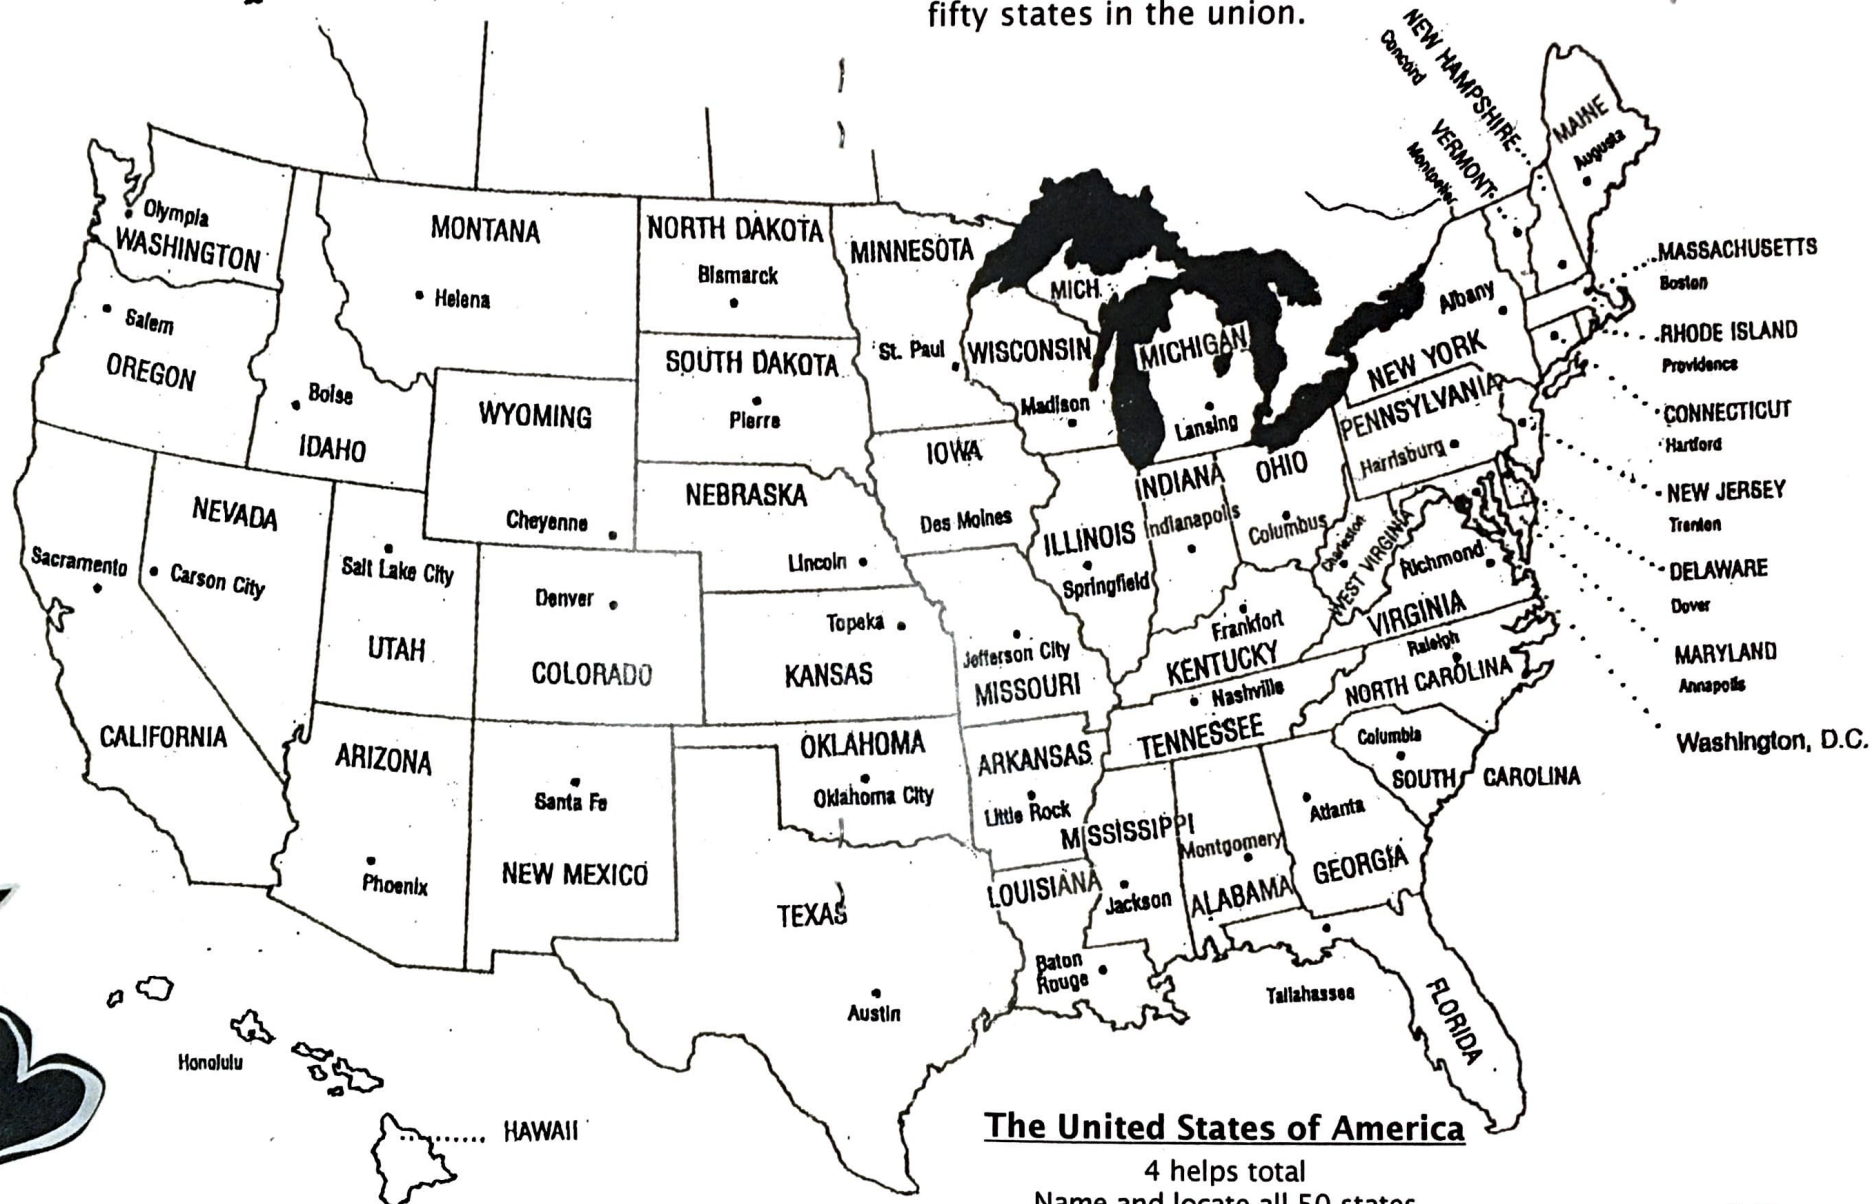 fifty states in the union.
NEW HAMPSHIRE
Concord
VERMONT
Montpelier
MAINE
Augusta
Olympia
WASHINGTON
MONTANA
Helena
NORTH DAKOTA
Bismarck
MINNESOTA
St. Paul
MICH.
WISCONSIN
Madison
MICHIGAN
Lansing
Albany
NEW YORK
MASSACHUSETTS
Boston
RHODE ISLAND
Providence
CONNECTICUT
Hartford
NEW JERSEY
Trenton
DELAWARE
Dover
MARYLAND
Annapolis
Washington, D.C.
Salem
OREGON
Boise
IDAHO
WYOMING
Cheyenne
SOUTH DAKOTA
Pierre
IOWA
Des Moines
NEBRASKA
Lincoln
PENNSYLVANIA
Harrisburg
OHIO
Columbus
INDIANA
Indianapolis
ILLINOIS
Springfield
Charleston
WEST VIRGINIA
Richmond
VIRGINIA
NEVADA
Carson City
Sacramento
CALIFORNIA
Salt Lake City
UTAH
Denver
COLORADO
Topeka
KANSAS
Jefferson City
MISSOURI
Frankfort
KENTUCKY
Raleigh
NORTH CAROLINA
Nashville
TENNESSEE
Columbia
SOUTH CAROLINA
ARIZONA
Phoenix
Santa Fe
NEW MEXICO
OKLAHOMA
Oklahoma City
ARKANSAS
Little Rock
MISSISSIPPI
Jackson
Montgomery
ALABAMA
Atlanta
GEORGIA
TEXAS
Austin
LOUISIANA
Baton
Rouge
Tallahassee
FLORIDA
Honolulu
HAWAII
The United States of America
4 helps total
Name and locate all 50 states